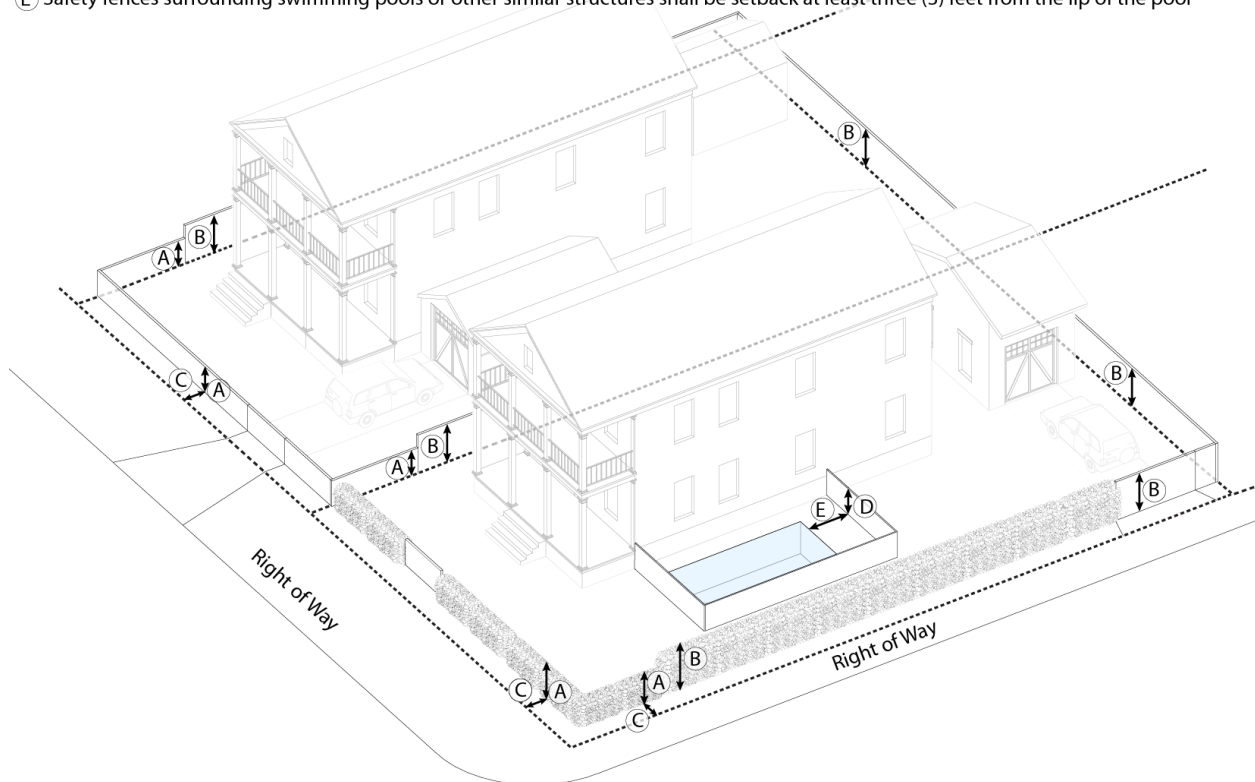 Ⓔ Safety fences surrounding swimming pools or other similar structures shall be setback at least three (3) feet from the lip of the pool
B
B
A
C
A
B
B
A
E
D
B
Right of Way
Right of Way
B
C
A
A
C